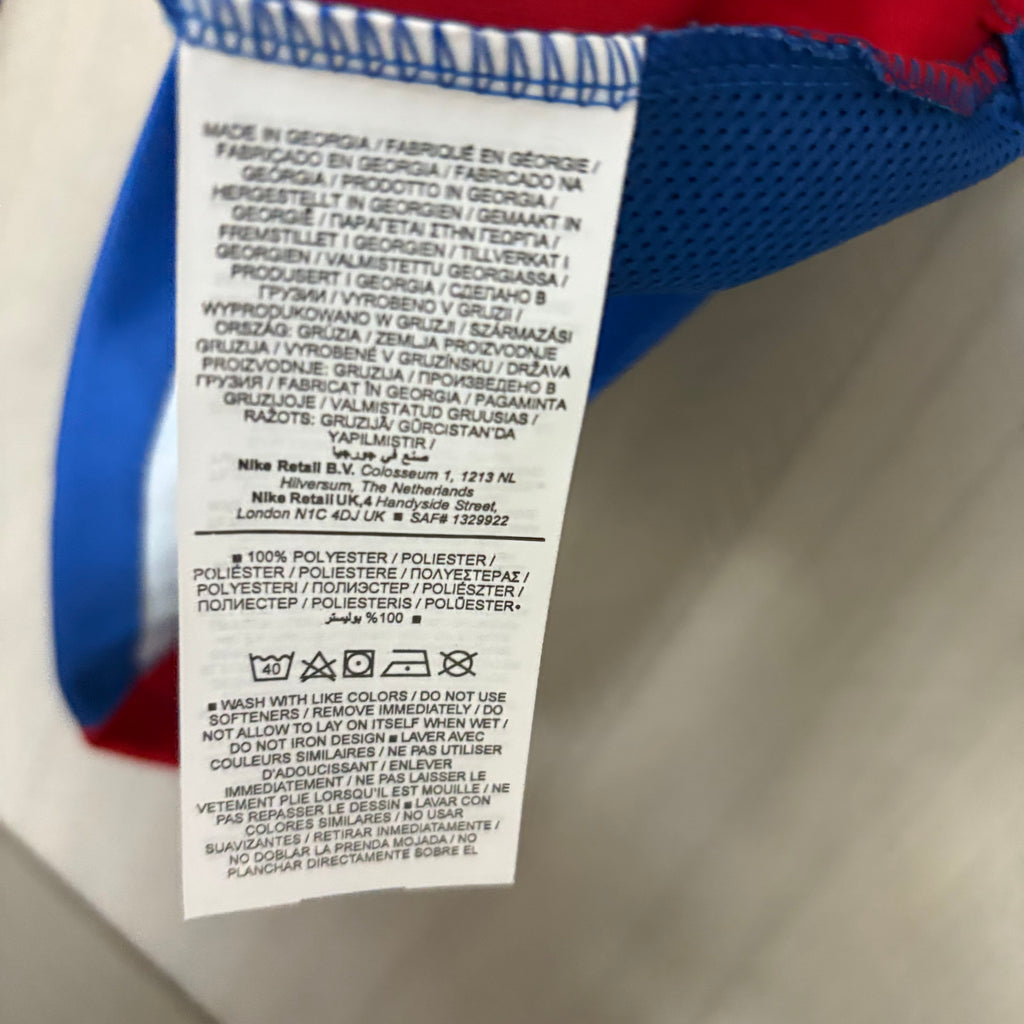 MADE IN GEORGIA / FABRIQUÉ EN GÉORGIE /
FABRICADO EN GEORGIA / FABRICADO NA
GEÓRGIA / PRODOTTO IN GEORGIA /
HERGESTELLT IN GEORGIEN / GEMAAKT IN
GEORGIË / ΠΑΡΑΓΕΤΑΙ ΣΤΗΝ ΓΕΩΡΓΙΑ /
FREMSTILLET I GEORGIEN / TILLVERKAT I
GEORGIEN / VALMISTETTU GEORGIASSA /
PRODUSERT I GEORGIA / СДЕЛАНО В
ГРУЗИИ / VYROBENO V GRUZII /
WYPRODUKOWANO W GRUZJI / SZÁRMAZÁSI
ORSZÁG: GRÚZIA / ZEMLJA PROIZVODNJE
GRUZIJA / VYROBENÉ V GRUZÍNSKU / DRŽAVA
PROIZVODNJE: GRUZIJA / ПРОИЗВЕДЕНО В
ГРУЗИЯ / FABRICAT ÎN GEORGIA / PAGAMINTA
GRUZIJOJE / VALMISTATUD GRUUSIAS /
RAŽOTS: GRUZIJA/ GÜRCISTAN'DA
YAPILMIŞTIR /
صنع في جورجيا
Nike Retail B.V. Colosseum 1, 1213 NL
Hilversum, The Netherlands
Nike Retail UK,4 Handyside Street,
London N1C 4DJ UK ■ SAF# 1329922
■ 100% POLYESTER / POLIESTER /
POLIÉSTER / POLIESTERE / ΠΟΛΥΕΣΤΕΡΑΣ /
POLYESTERI / ПОЛИЭСТЕР / POLIÉSZTER /
ПОЛИЕСТЕР / POLIESTERIS / POLÜESTER•
100% بوليستر ■
40
■ WASH WITH LIKE COLORS / DO NOT USE
SOFTENERS / REMOVE IMMEDIATELY / DO
NOT ALLOW TO LAY ON ITSELF WHEN WET /
DO NOT IRON DESIGN ■ LAVER AVEC
COULEURS SIMILAIRES / NE PAS UTILISER
D'ADOUCISSANT / ENLEVER
IMMEDIATEMENT / NE PAS LAISSER LE
VETEMENT PLIE LORSQU'IL EST MOUILLE / NE
PAS REPASSER LE DESSIN ■ LAVAR CON
COLORES SIMILARES / NO USAR
SUAVIZANTES / RETIRAR INMEDIATAMENTE /
NO DOBLAR LA PRENDA MOJADA / NO
PLANCHAR DIRECTAMENTE SOBRE EL